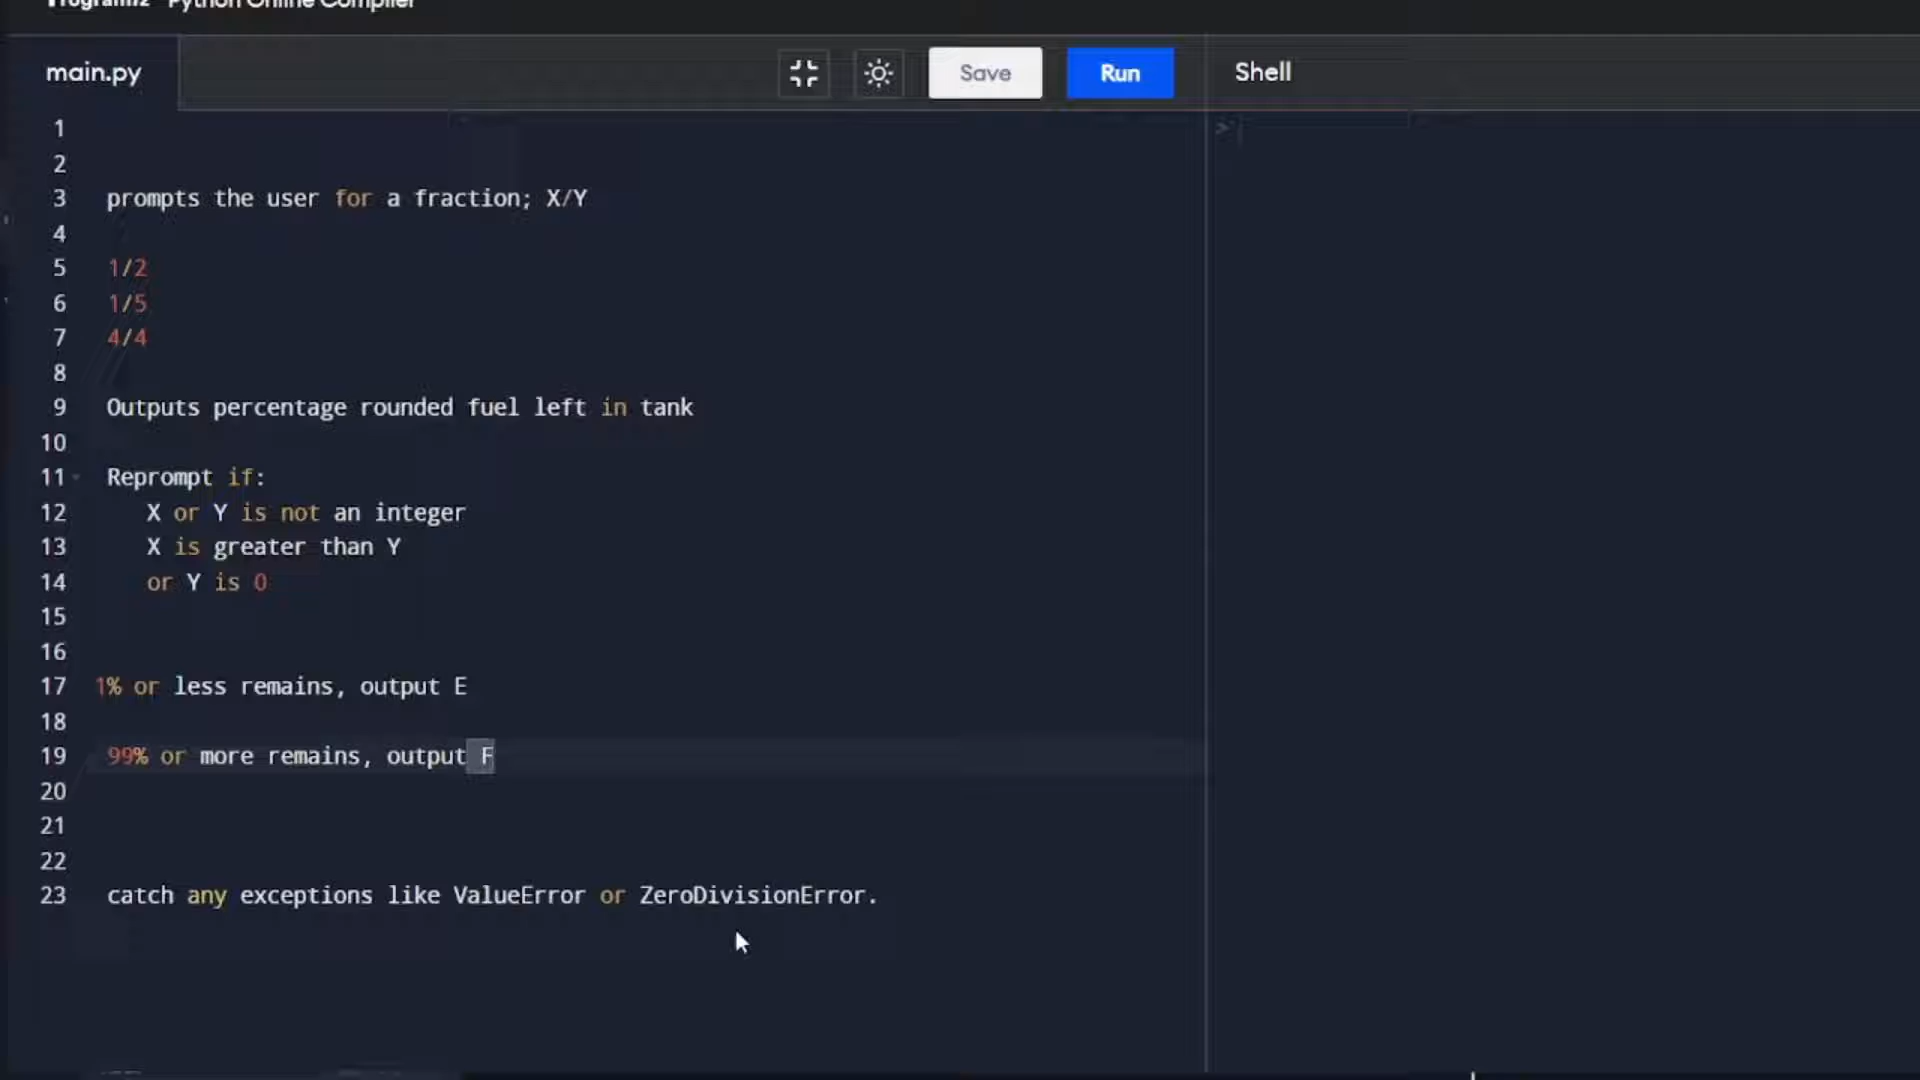 Programiz Python Online Compiler
main.py
Save
Run
Shell
1
2
3 prompts the user for a fraction; X/Y
4
5 1/2
6 1/5
7 4/4
8
9 Outputs percentage rounded fuel left in tank
10
11 Reprompt if:
12 X or Y is not an integer
13 X is greater than Y
14 or Y is 0
15
16
17 1% or less remains, output E
18
19 99% or more remains, output F
20
21
22
23 catch any exceptions like ValueError or ZeroDivisionError.
>